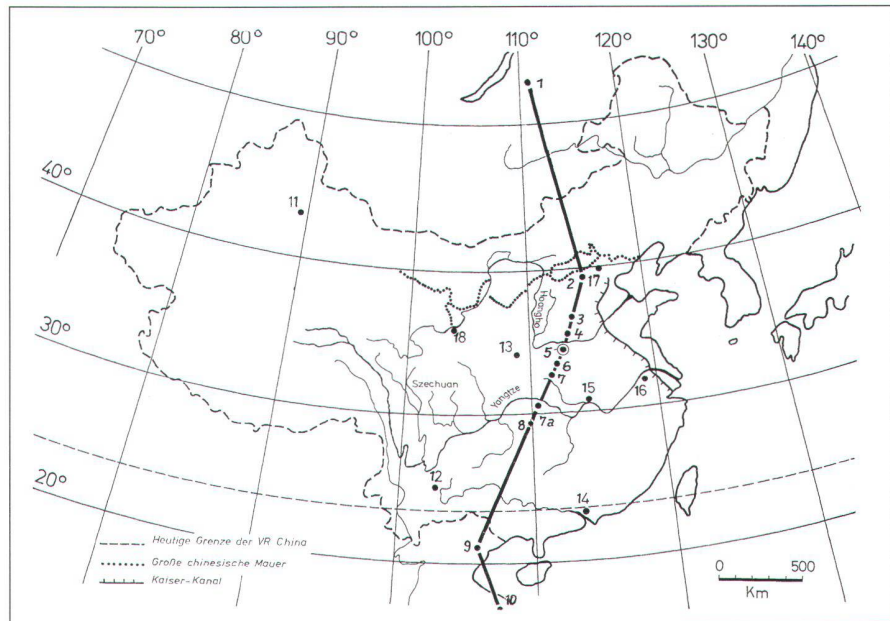 70° 80° 90° 100° 110° 120° 130° 140°
1
40°
11
2 17
Hoangho
3
4
18
13
5
30°
6
7
Szechuan
Yangtze
15
16
8 7a
12
20°
14
9
10
Heutige Grenze der VR China
Große chinesische Mauer
Kaiser-Kanal
0 500
Km